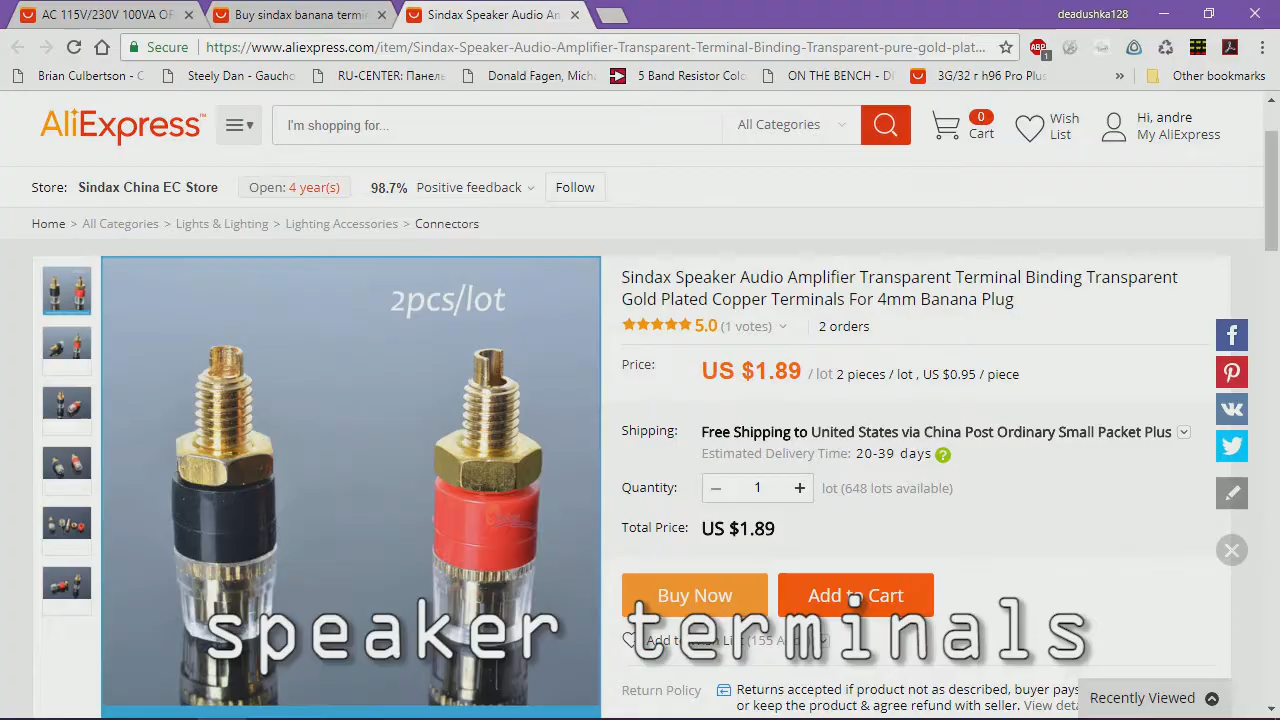 AC 115V/230V 100VA OF
Buy sindax banana termi
Sindax Speaker Audio An
deadushka128
Secure
https://www.aliexpress.com/item/Sindax-Speaker-Audio-Amplifier-Transparent-Terminal-Binding-Transparent-pure-gold-plat...
ABP
1
Brian Culbertson - C
Steely Dan - Gaucho
RU-CENTER: Панел
Donald Fagen, Mich
5 Band Resistor Colo
ON THE BENCH - DI
3G/32 г h96 Pro Plus
»
Other bookmarks
AliExpress™
I'm shopping for...
All Categories
0
Cart
Wish
List
Hi, andre
My AliExpress
Store: Sindax China EC Store
Open: 4 year(s)
98.7% Positive feedback
Follow
Home > All Categories > Lights & Lighting > Lighting Accessories > Connectors
2pcs/lot
Sindax Speaker Audio Amplifier Transparent Terminal Binding Transparent
Gold Plated Copper Terminals For 4mm Banana Plug
5.0 (1 votes)
2 orders
Price: US $1.89 / lot 2 pieces / lot , US $0.95 / piece
Shipping: Free Shipping to United States via China Post Ordinary Small Packet Plus
Estimated Delivery Time: 20-39 days ?
Quantity: − 1 + lot (648 lots available)
Total Price: US $1.89
Buy Now
Add to Cart
speaker terminals
Return Policy
Returns accepted if product not as described, buyer pays
or keep the product & agree refund with seller. View deta
Recently Viewed